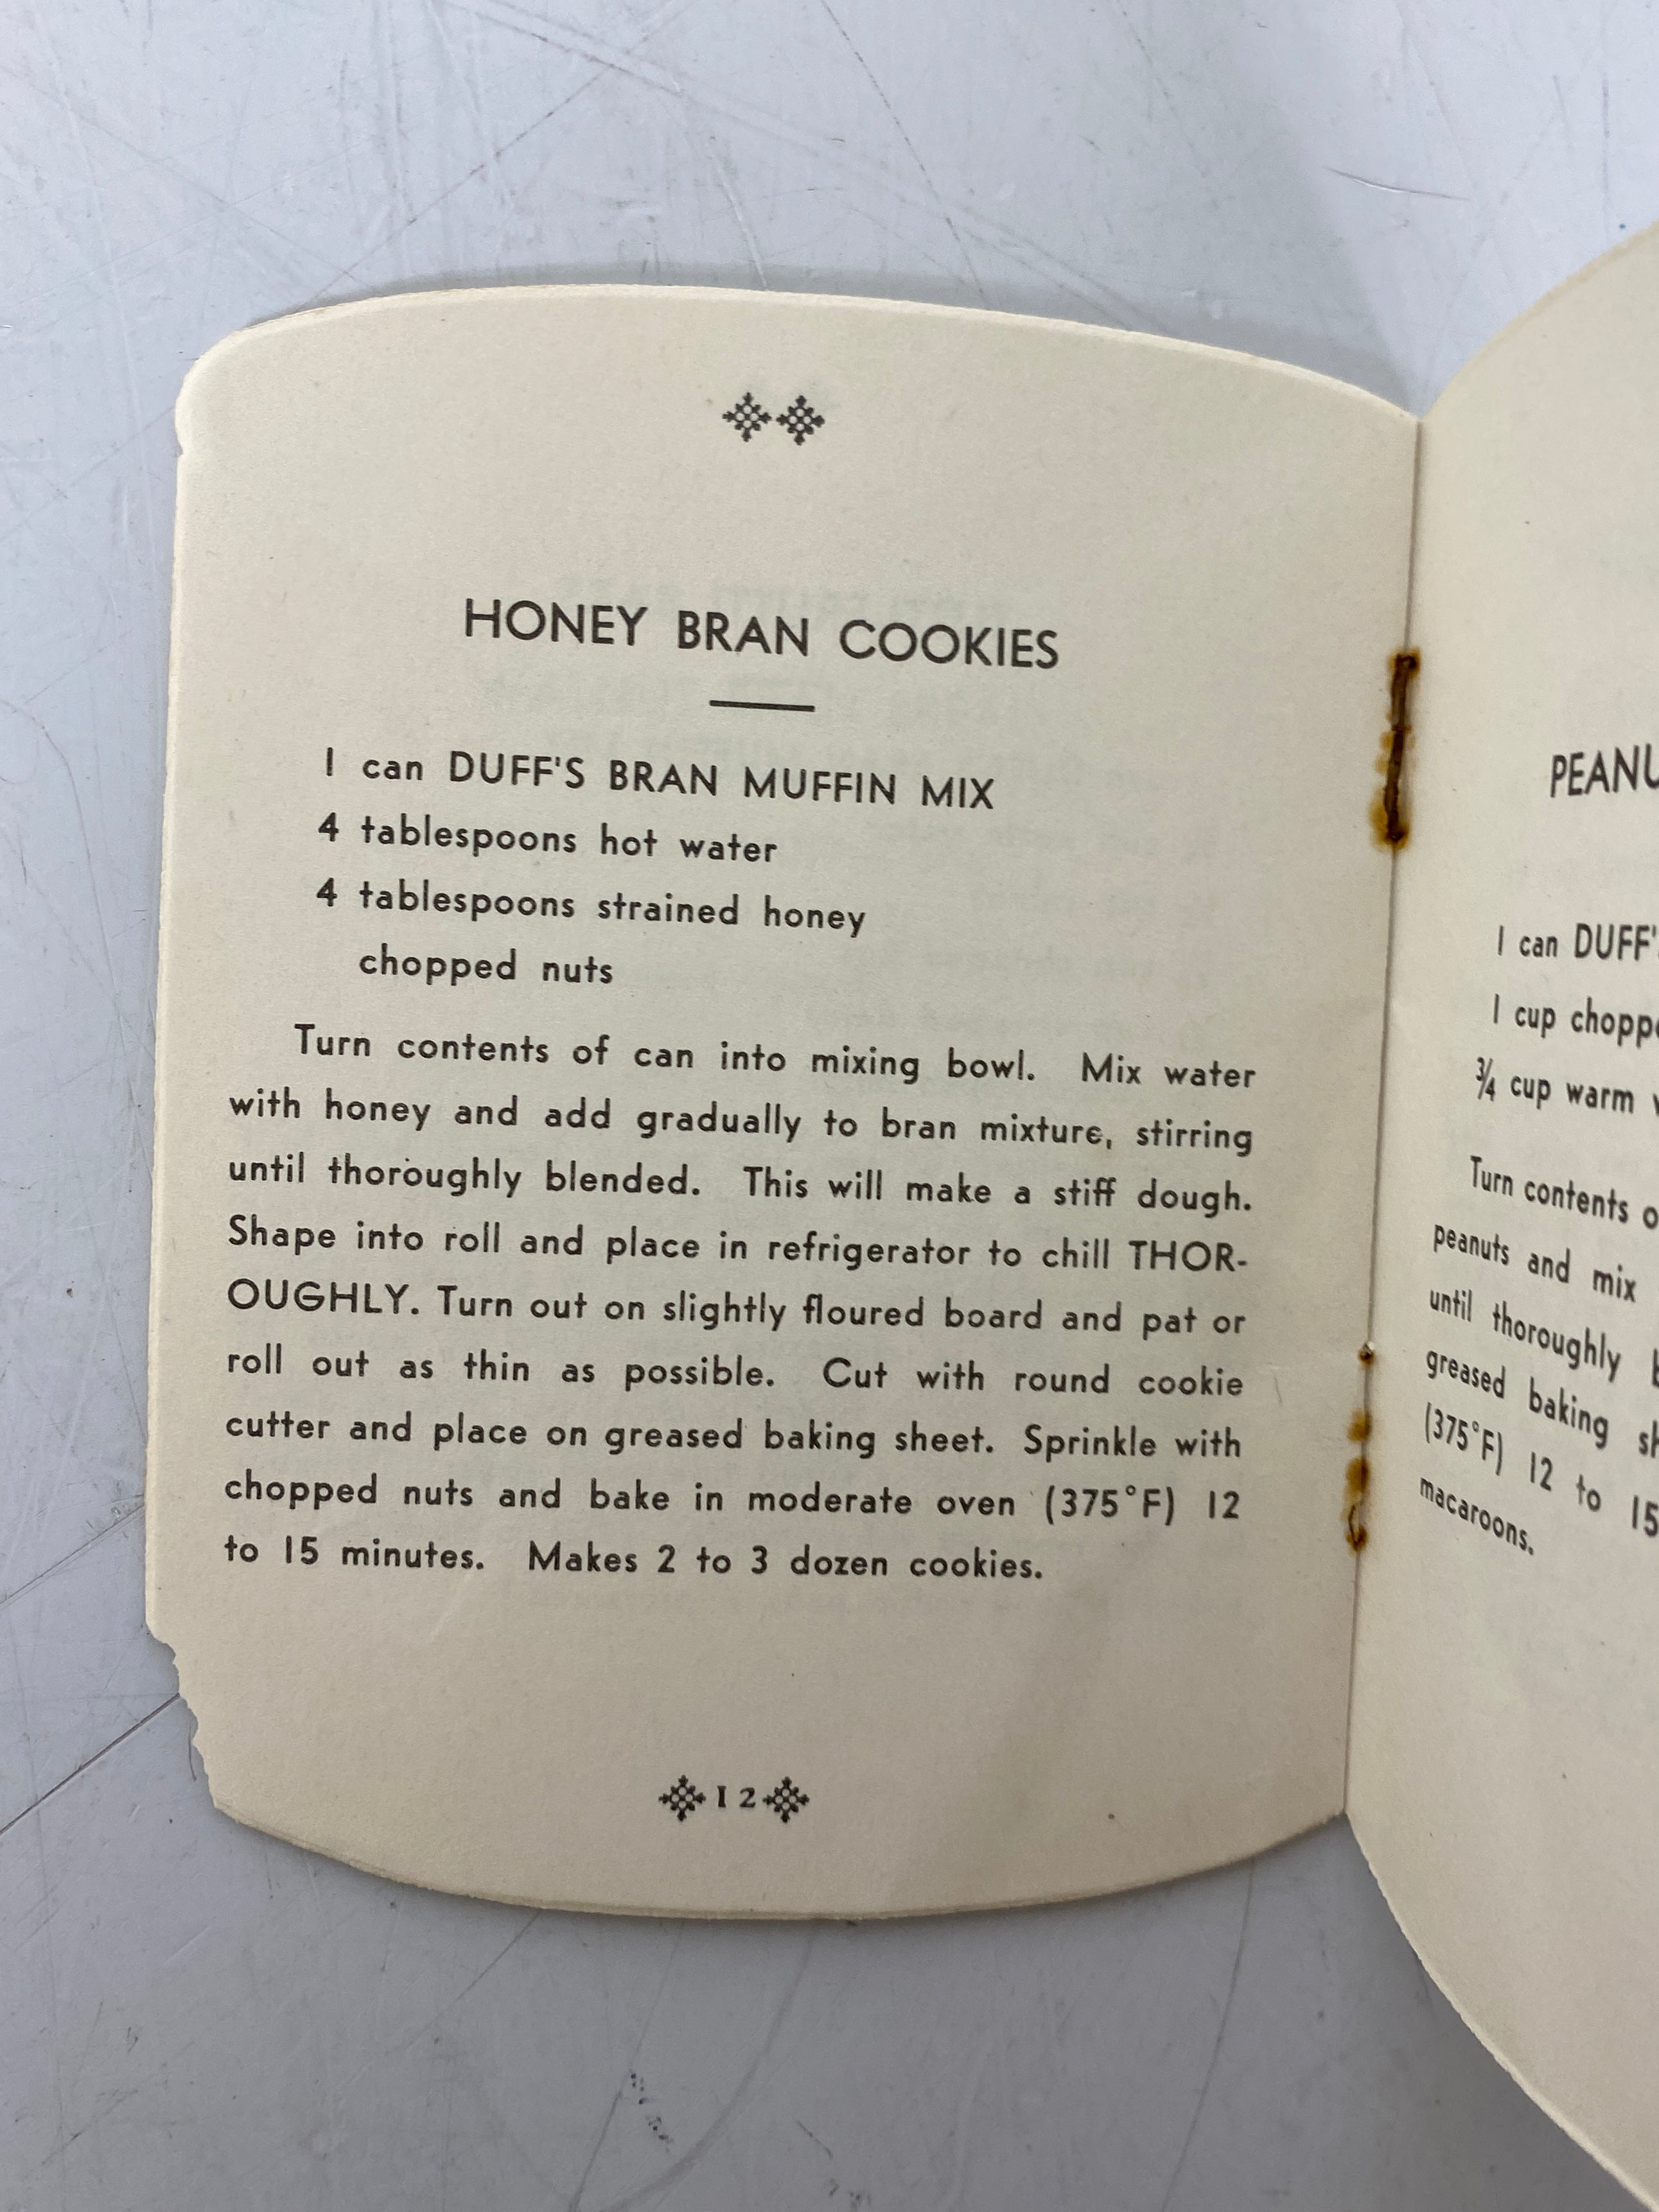 HONEY BRAN COOKIES
1 can DUFF'S BRAN MUFFIN MIX
4 tablespoons hot water
4 tablespoons strained honey
chopped nuts
Turn contents of can into mixing bowl. Mix water
with honey and add gradually to bran mixture, stirring
until thoroughly blended. This will make a stiff dough.
Shape into roll and place in refrigerator to chill THOR-
OUGHLY. Turn out on slightly floured board and pat or
roll out as thin as possible. Cut with round cookie
cutter and place on greased baking sheet. Sprinkle with
chopped nuts and bake in moderate oven (375°F) 12
to 15 minutes. Makes 2 to 3 dozen cookies.
12
1 can
1 cup
¾ cup warm
Turn contents
peanuts and mix
until thoroughly
greased baking
(375°F) 12 to 15
macaroons.